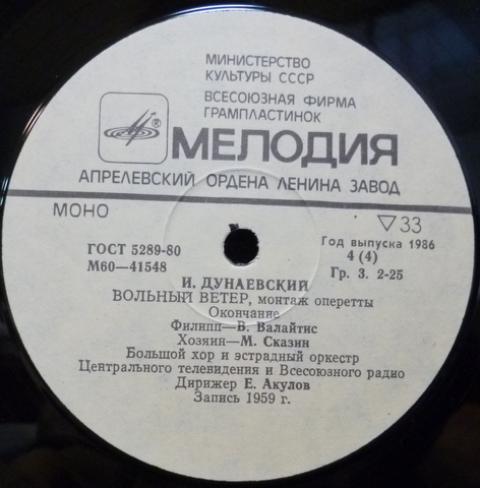 МИНИСТЕРСТВО
КУЛЬТУРЫ СССР
ВСЕСОЮЗНАЯ ФИРМА
ГРАМПЛАСТИНОК
МЕЛОДИЯ
АПРЕЛЕВСКИЙ ОРДЕНА ЛЕНИНА ЗАВОД
МОНО
▽33
ГОСТ 5289-80
Год выпуска 1986
М60—41548
4 (4)
Гр. 3. 2-25
И. ДУНАЕВСКИЙ
ВОЛЬНЫЙ ВЕТЕР, монтаж оперетты
Окончание
Филипп—В. Валайтис
Хозяин—М. Сказин
Большой хор и эстрадный оркестр
Центрального телевидения и Всесоюзного радио
Дирижер Е. Акулов
Запись 1959 г.